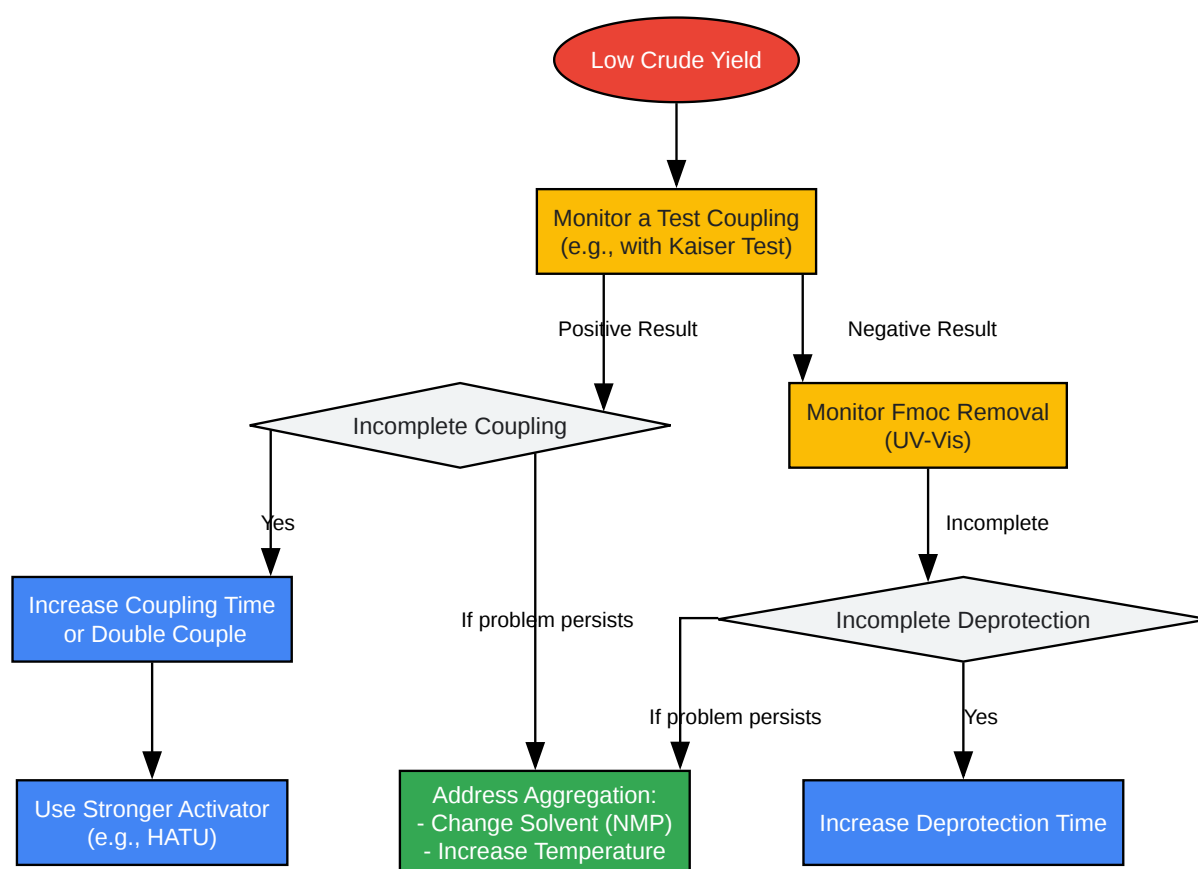 Low Crude Yield
Monitor a Test Coupling
(e.g., with Kaiser Test)
Positive Result
Negative Result
Incomplete Coupling
Monitor Fmoc Removal
(UV-Vis)
Yes
Incomplete
Increase Coupling Time
or Double Couple
If problem persists
Incomplete Deprotection
If problem persists
Yes
Use Stronger Activator
(e.g., HATU)
Address Aggregation:
- Change Solvent (NMP)
- Increase Temperature
Increase Deprotection Time